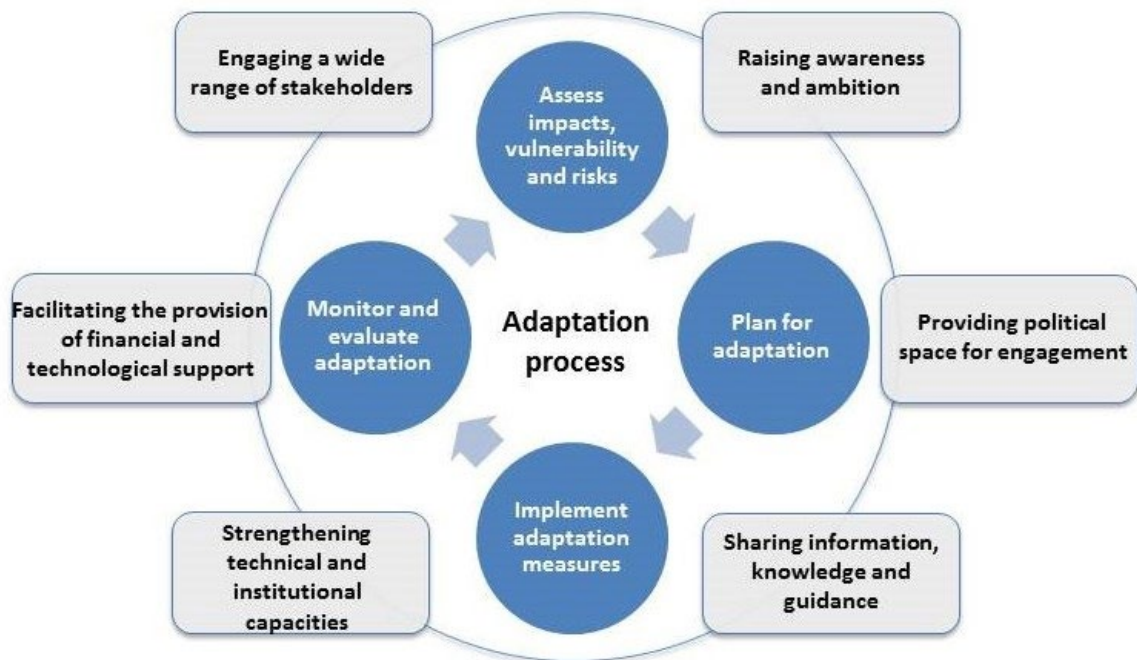 Engaging a wide
range of stakeholders
Raising awareness
and ambition
Assess
impacts,
vulnerability
and risks
Facilitating the provision
of financial and
technological support
Monitor and
evaluate adaptation
Adaptation
process
Plan for
adaptation
Providing political
space for engagement
Implement
adaptation
measures
Strengthening
technical and
institutional
capacities
Sharing information,
knowledge and
guidance